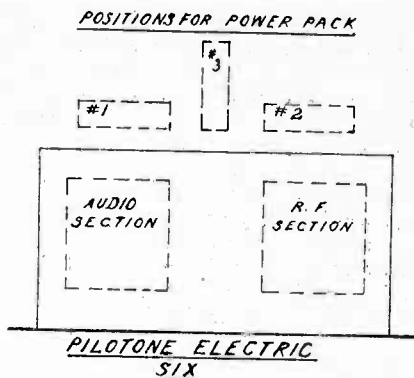 POSITIONS FOR POWER PACK
#3
#1
#2
AUDIO
SECTION
R.F.
SECTION
PILOTONE ELECTRIC
SIX